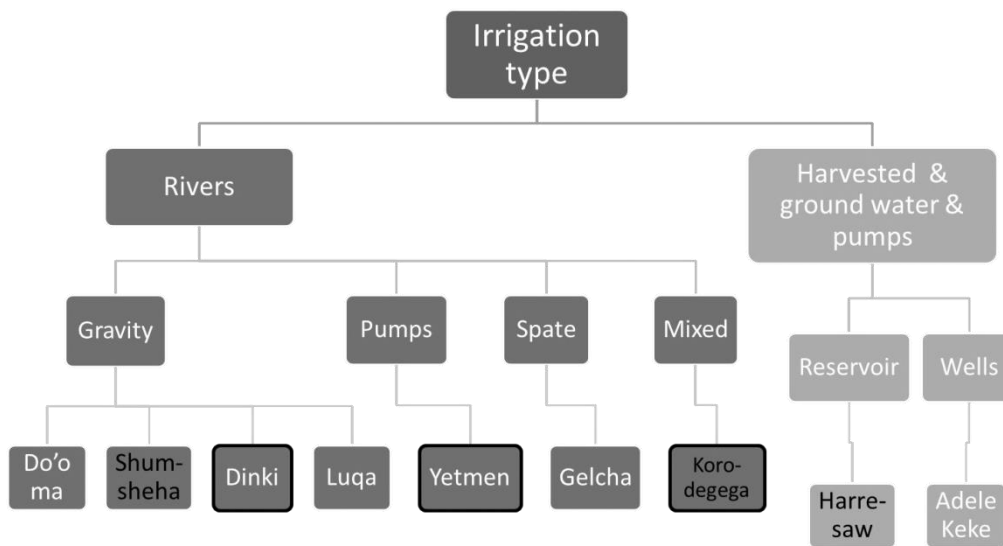 Irrigation
type
Rivers
Harvested & 
ground water &
pumps
Gravity
Pumps
Spate
Mixed
Reservoir
Wells
Do’o
ma
Shum-
sheha
Dinki
Luqa
Yetmen
Gelcha
Koro-
degega
Harre-
saw
Adele
Keke